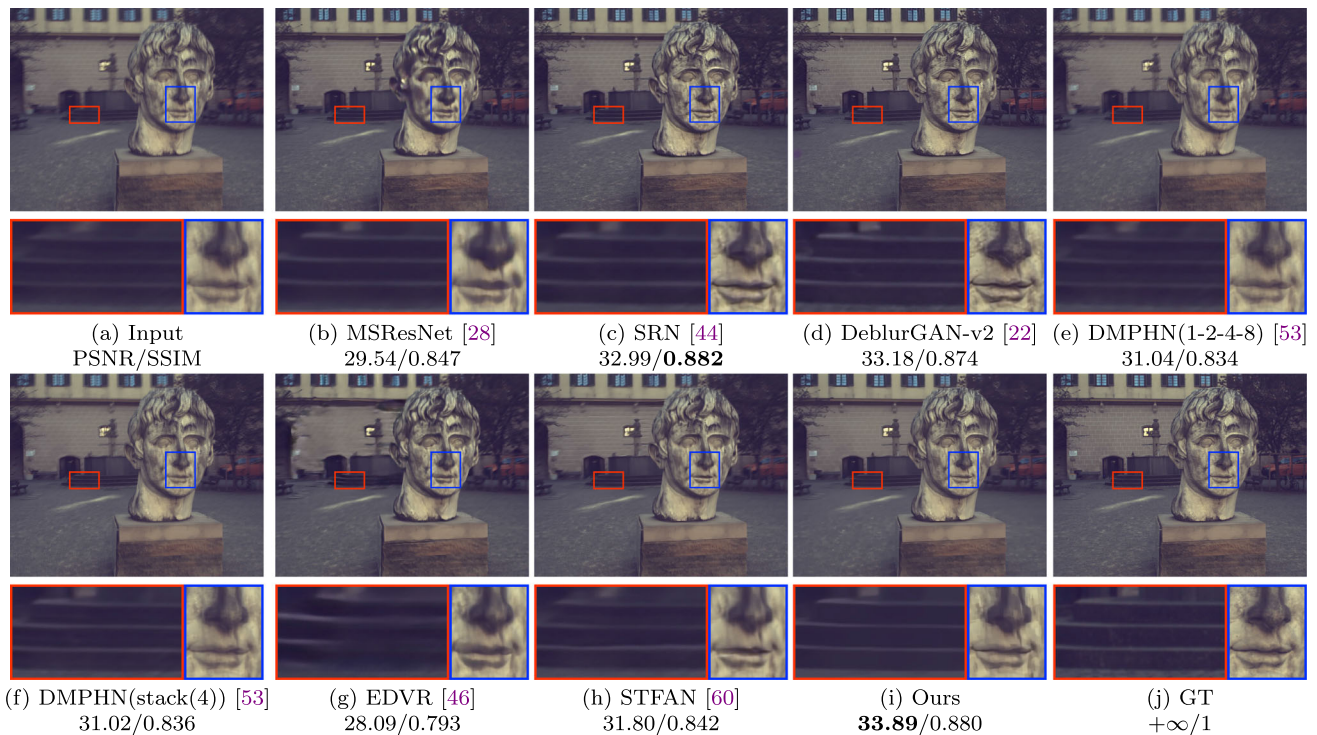 (a) Input
PSNR/SSIM
(b) MSResNet [28]
29.54/0.847
(c) SRN [44]
32.99/0.882
(d) DeblurGAN-v2 [22]
33.18/0.874
(e) DMPHN(1-2-4-8) [53]
31.04/0.834
(f) DMPHN(stack(4)) [53]
31.02/0.836
(g) EDVR [46]
28.09/0.793
(h) STFAN [60]
31.80/0.842
(i) Ours
33.89/0.880
(j) GT
+∞/1